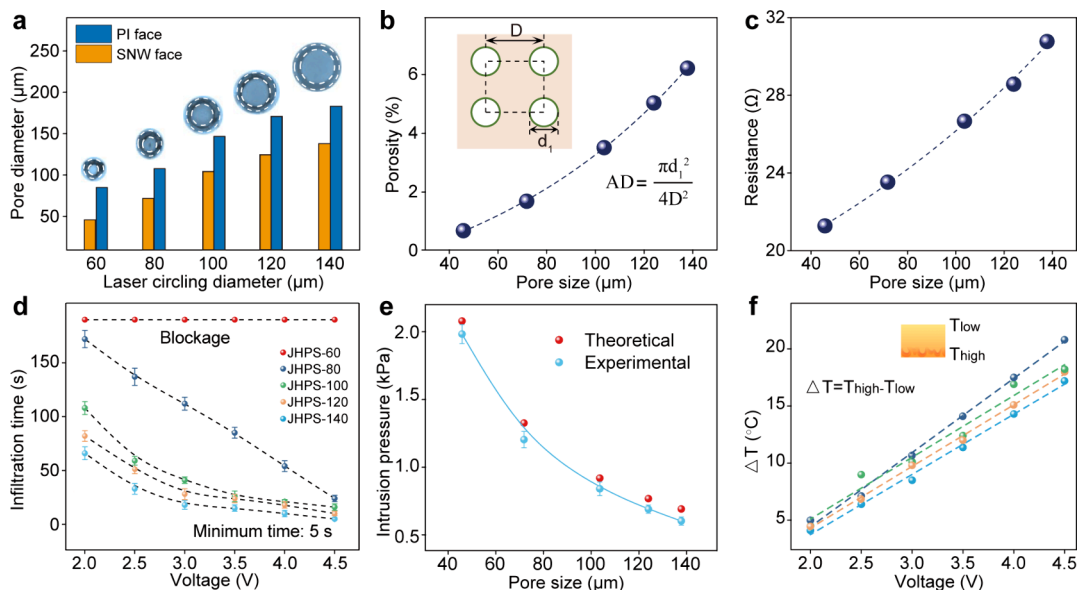 a
PI face
SNW face
Pore diameter (μm)
250
200
150
100
50
60 80 100 120 140
Laser circling diameter (μm)
b
D
d₁
AD = πd₁² / 4D²
Porosity (%)
6
4
2
0
40 60 80 100 120 140
Pore size (μm)
c
Resistance (Ω)
32
28
24
20
40 60 80 100 120 140
Pore size (μm)
d
Blockage
JHPS-60
JHPS-80
JHPS-100
JHPS-120
JHPS-140
Minimum time: 5 s
Infiltration time (s)
150
100
50
0
2.0 2.5 3.0 3.5 4.0 4.5
Voltage (V)
e
Theoretical
Experimental
Intrusion pressure (kPa)
2.0
1.5
1.0
0.5
40 60 80 100 120 140
Pore size (μm)
f
Tlow
Thigh
△T=Thigh-Tlow
△T (°C)
20
15
10
5
2.0 2.5 3.0 3.5 4.0 4.5
Voltage (V)